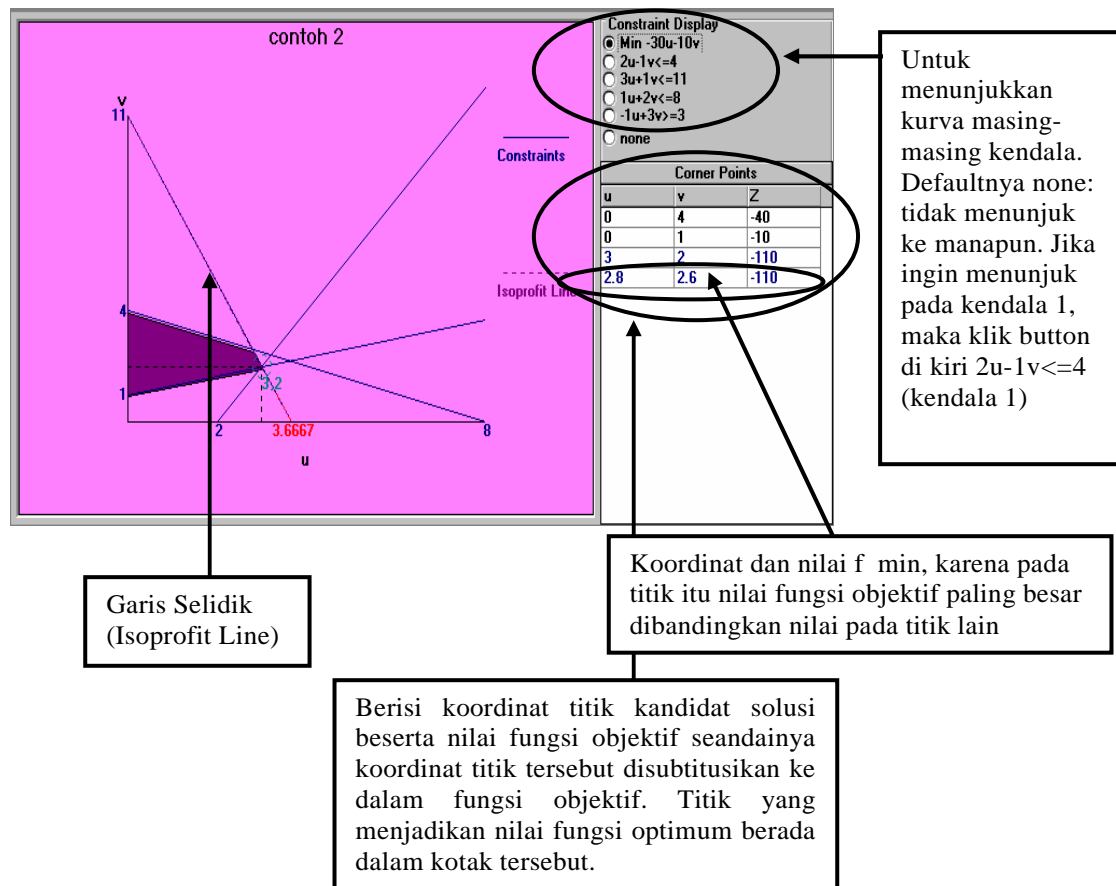 contoh 2
v
11
4
1
2
3,2
3.6667
8
u
Constraints
Isoprofit Line
Constraint Display
Min -30u-10v
2u-1v<=4
3u+1v<=11
1u+2v<=8
-1u+3v>=3
none
Corner Points
u v Z
0 4 -40
0 1 -10
3 2 -110
2.8 2.6 -110
Untuk
menunjukkan
kurva masing-
masing kendala.
Defaultnya none:
tidak menunjuk
ke manapun. Jika
ingin menunjuk
pada kendala 1,
maka klik button
di kiri 2u-1v<=4
(kendala 1)
Garis Selidik
(Isoprofit Line)
Koordinat dan nilai f min, karena pada
titik itu nilai fungsi objektif paling besar
dibandingkan nilai pada titik lain
Berisi koordinat titik kandidat solusi
beserta nilai fungsi objektif seandainya
koordinat titik tersebut disubtitusikan ke
dalam fungsi objektif. Titik yang
menjadikan nilai fungsi optimum berada
dalam kotak tersebut.